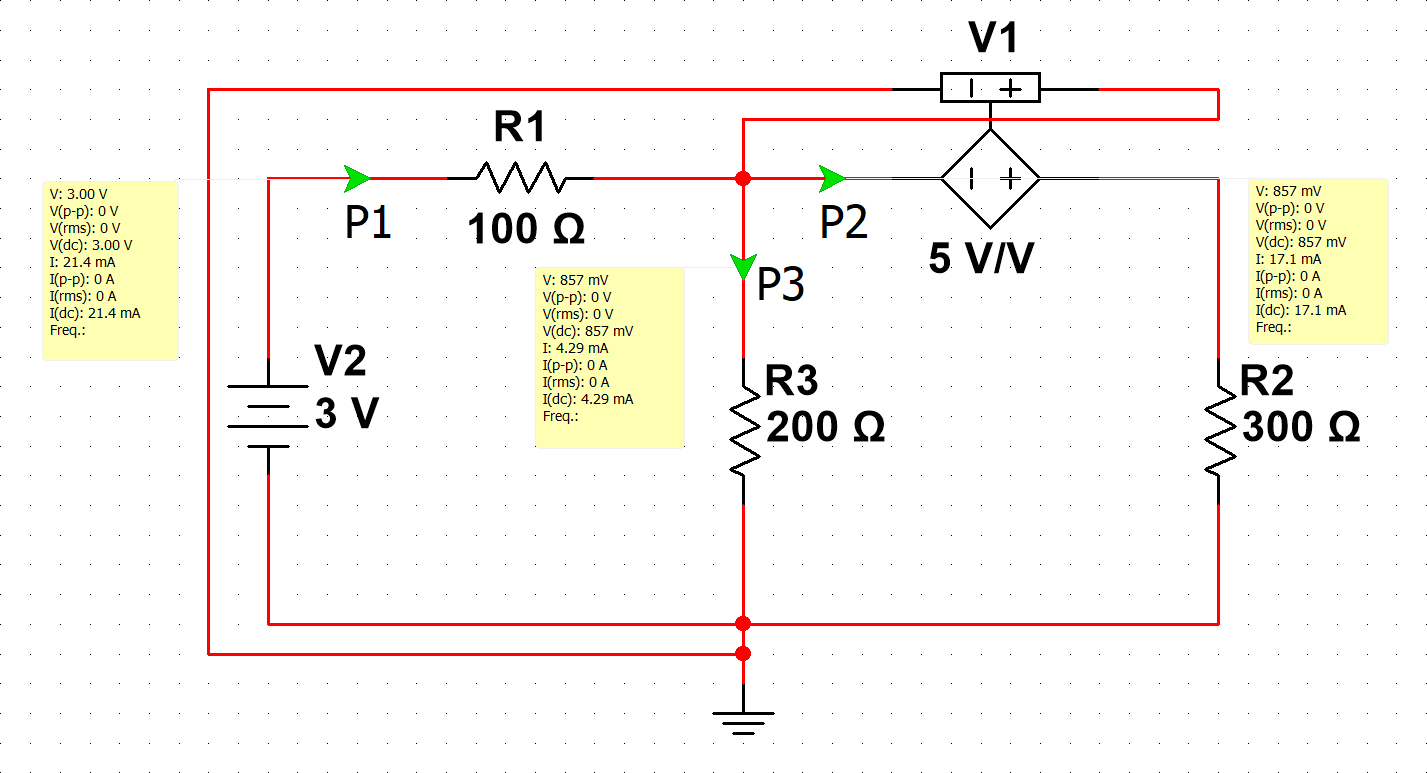 V1
R1
100 Ω
P1
P2
5 V/V
P3
V: 3.00 V
V(p-p): 0 V
V(rms): 0 V
V(dc): 3.00 V
I: 21.4 mA
I(p-p): 0 A
I(rms): 0 A
I(dc): 21.4 mA
Freq.:
V: 857 mV
V(p-p): 0 V
V(rms): 0 V
V(dc): 857 mV
I: 4.29 mA
I(p-p): 0 A
I(rms): 0 A
I(dc): 4.29 mA
Freq.:
V: 857 mV
V(p-p): 0 V
V(rms): 0 V
V(dc): 857 mV
I: 17.1 mA
I(p-p): 0 A
I(rms): 0 A
I(dc): 17.1 mA
Freq.:
V2
3 V
R3
200 Ω
R2
300 Ω